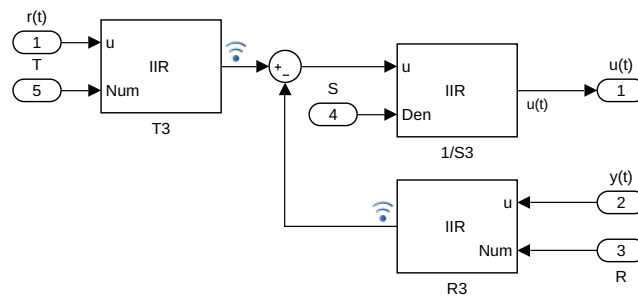 r(t)
1
T
5
u
IIR
Num
T3
+
−
S
4
u
IIR
Den
1/S3
u(t)
u(t)
1
u
IIR
Num
R3
y(t)
2
3
R